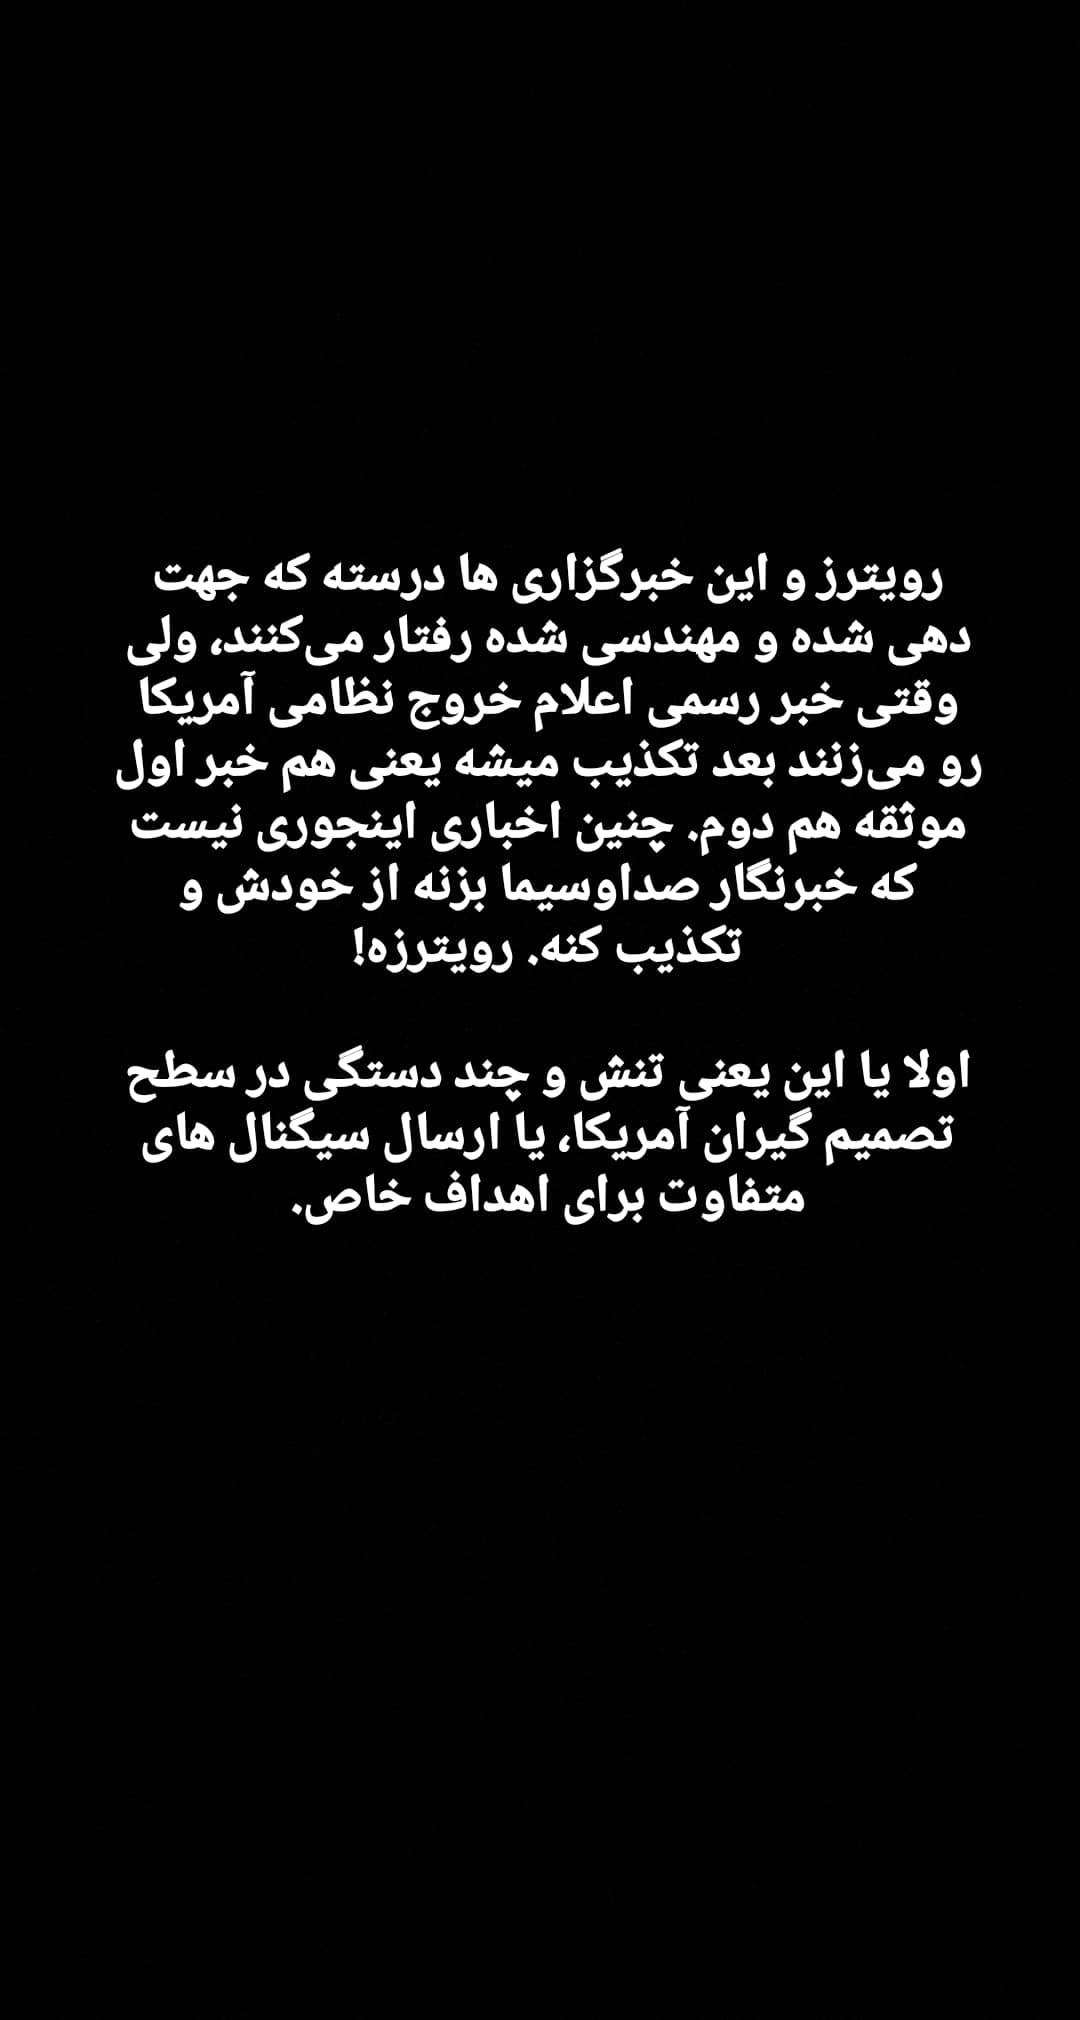 رویترز و این خبرگزاری ها درسته که جهت
دهی شده و مهندسی شده رفتار می‌کنند، ولی
وقتی خبر رسمی اعلام خروج نظامی آمریکا
رو می‌زنند بعد تکذیب میشه یعنی هم خبر اول
موثقه هم دوم. چنین اخباری اینجوری نیست
که خبرنگار صداوسیما بزنه از خودش و
تکذیب کنه. رویترزه!
اولا یا این یعنی تنش و چند دستگی در سطح
تصمیم گیران آمریکا، یا ارسال سیگنال های
متفاوت برای اهداف خاص.